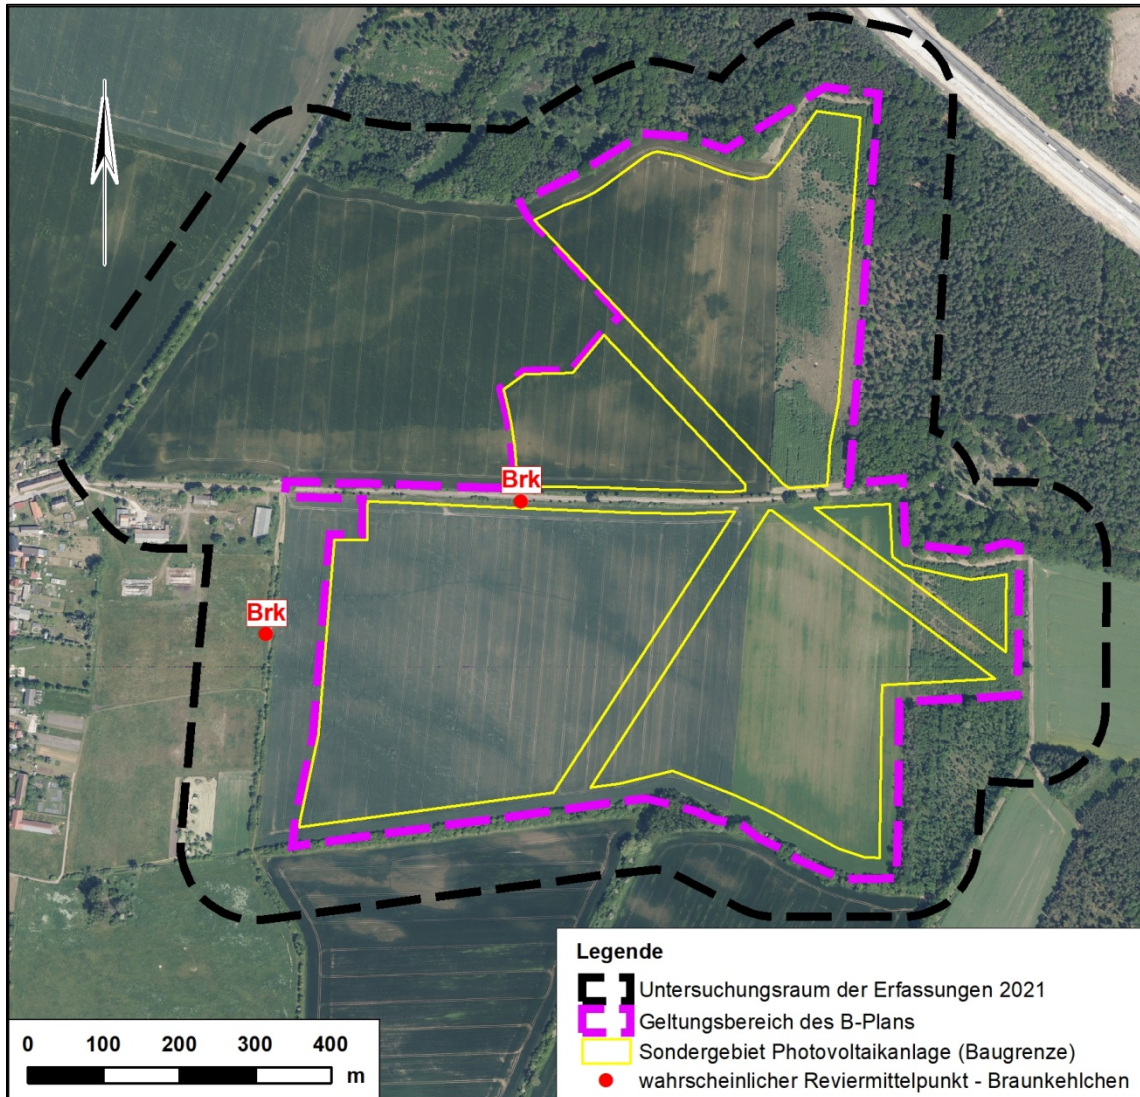 Brk
Brk
Legende
Untersuchungsraum der Erfassungen 2021
Geltungsbereich des B-Plans
Sondergebiet Photovoltaikanlage (Baugrenze)
wahrscheinlicher Reviermittelpunkt - Braunkehlchen
0 100 200 300 400
m